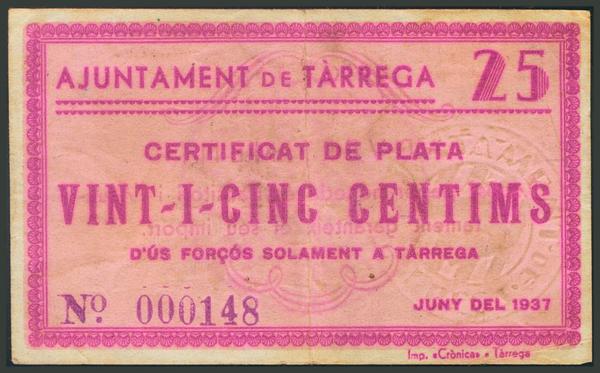 AJUNTAMENT DE TÀRREGA 25
CERTIFICAT DE PLATA
VINT-I-CINC CENTIMS
D'ÚS FORÇÓS SOLAMENT A TÀRREGA
Nº. 000148
JUNY DEL 1937
Imp. «Crònica» - Tàrrega